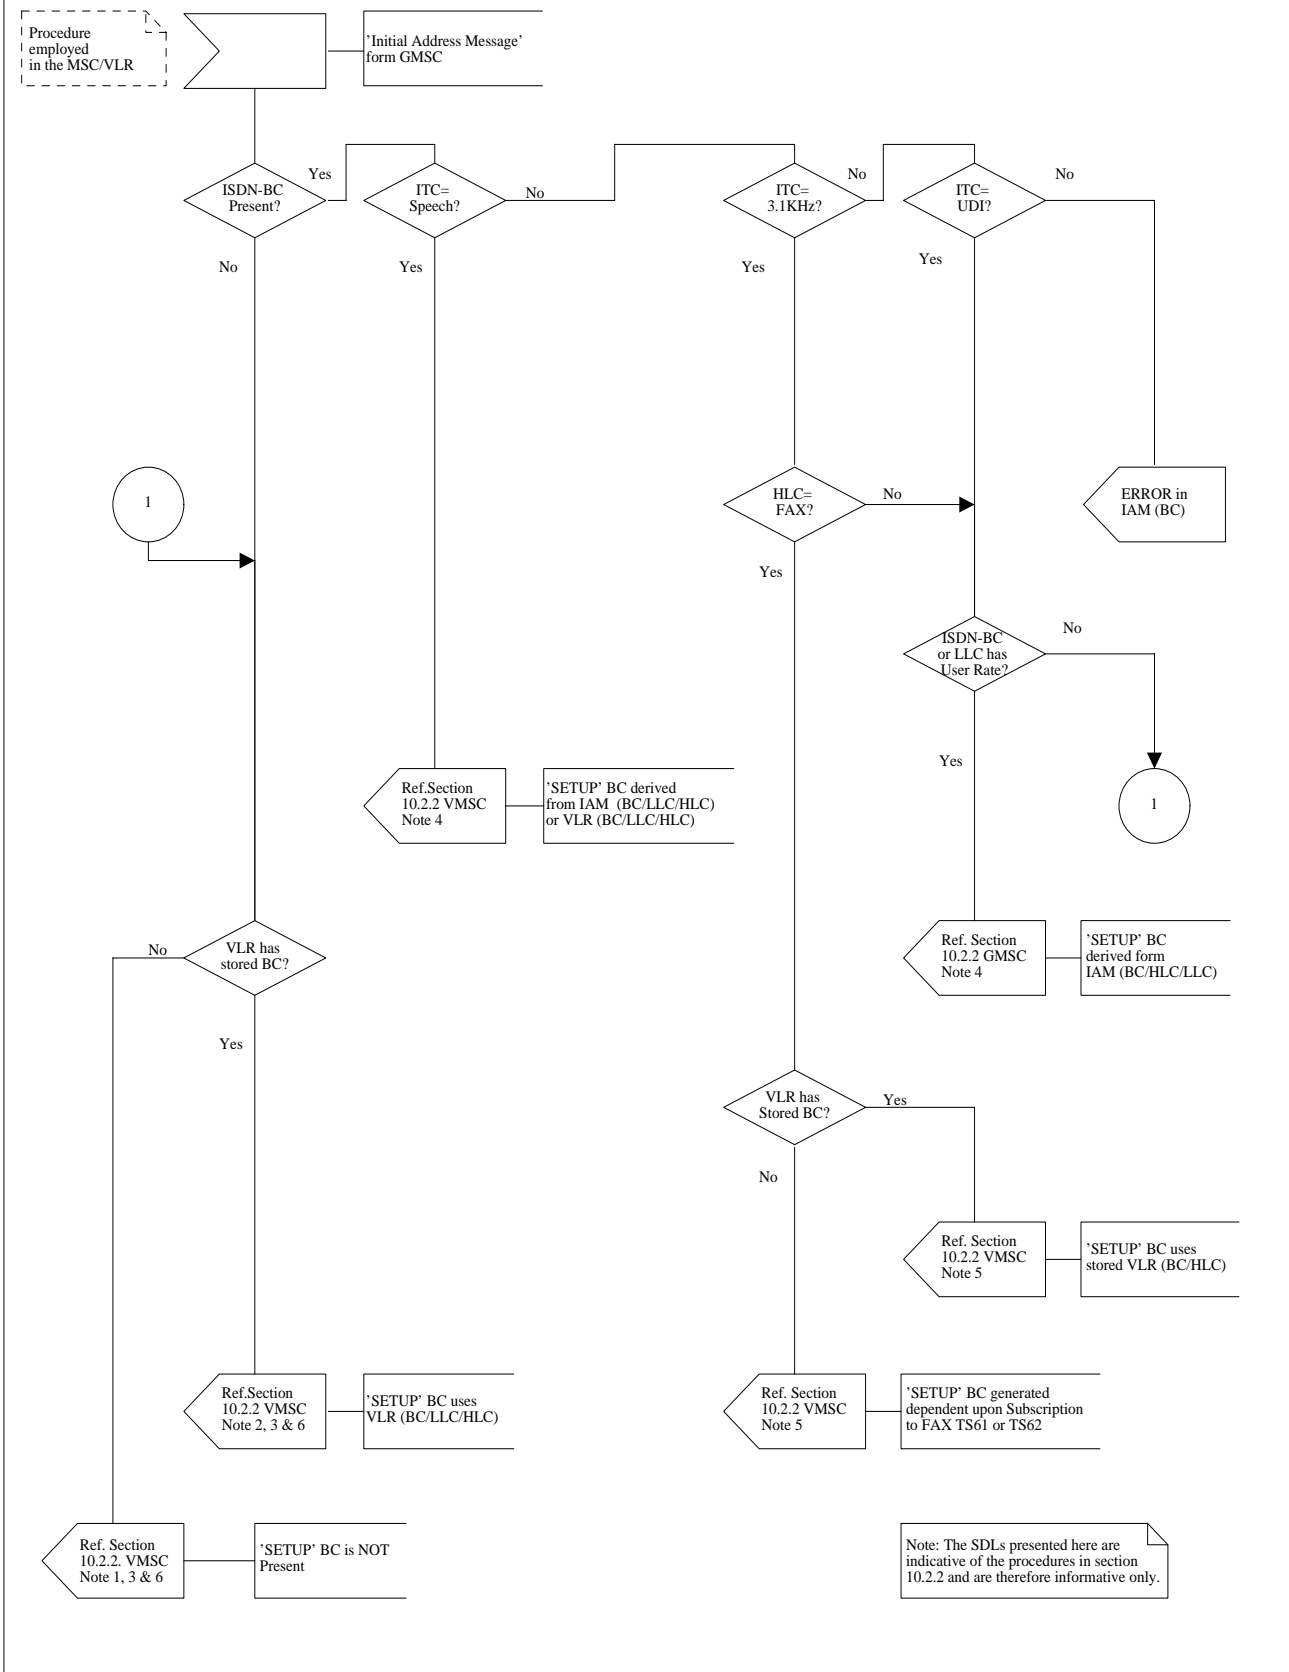 Procedure
employed
in the MSC/VLR
'Initial Address Message'
form GMSC
ISDN-BC
Present?
Yes
ITC=
Speech?
No
ITC=
3.1KHz?
No
ITC=
UDI?
No
No
Yes
Yes
Yes
1
HLC=
FAX?
No
ERROR in
IAM (BC)
Yes
ISDN-BC
or LLC has
User Rate?
No
Yes
Ref.Section
10.2.2 VMSC
Note 4
'SETUP' BC derived
from IAM  (BC/LLC/HLC)
or VLR (BC/LLC/HLC)
1
No
VLR has
stored BC?
Ref. Section
10.2.2 GMSC
Note 4
'SETUP' BC
derived form
IAM (BC/HLC/LLC)
Yes
VLR has
Stored BC?
Yes
No
Ref. Section
10.2.2 VMSC
Note 5
'SETUP' BC uses
stored VLR (BC/HLC)
Ref.Section
10.2.2 VMSC
Note 2, 3 & 6
'SETUP' BC uses
VLR (BC/LLC/HLC)
Ref. Section
10.2.2 VMSC
Note 5
'SETUP' BC generated
dependent upon Subscription
to FAX TS61 or TS62
Ref. Section
10.2.2. VMSC
Note 1, 3 & 6
'SETUP' BC is NOT
Present
Note: The SDLs presented here are
indicative of the procedures in section
10.2.2 and are therefore informative only.